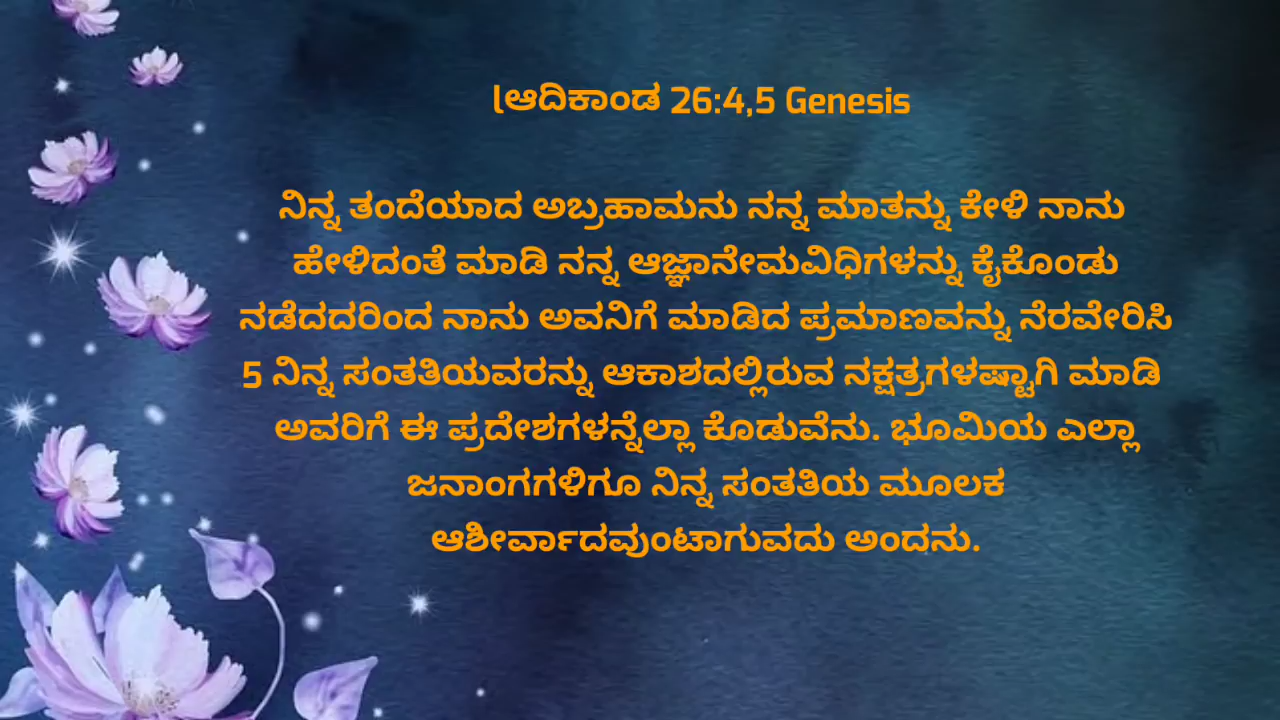 lಆದಿಕಾಂಡ 26:4,5 Genesis
ನಿನ್ನ ತಂದೆಯಾದ ಅಬ್ರಹಾಮನು ನನ್ನ ಮಾತನ್ನು ಕೇಳಿ ನಾನು
ಹೇಳಿದಂತೆ ಮಾಡಿ ನನ್ನ ಆಜ್ಞಾನೇಮವಿಧಿಗಳನ್ನು ಕೈಕೊಂಡು
ನಡೆದದರಿಂದ ನಾನು ಅವನಿಗೆ ಮಾಡಿದ ಪ್ರಮಾಣವನ್ನು ನೆರವೇರಿಸಿ
5 ನಿನ್ನ ಸಂತತಿಯವರನ್ನು ಆಕಾಶದಲ್ಲಿರುವ ನಕ್ಷತ್ರಗಳಷ್ಟಾಗಿ ಮಾಡಿ
ಅವರಿಗೆ ಈ ಪ್ರದೇಶಗಳನ್ನೆಲ್ಲಾ ಕೊಡುವೆನು. ಭೂಮಿಯ ಎಲ್ಲಾ
ಜನಾಂಗಗಳಿಗೂ ನಿನ್ನ ಸಂತತಿಯ ಮೂಲಕ
ಆಶೀರ್ವಾದವುಂಟಾಗುವದು ಅಂದನು.